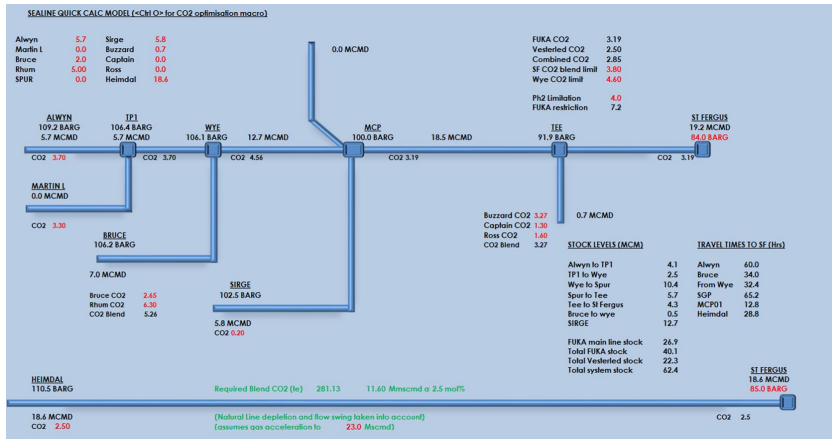 SEALINE QUICK CALC MODEL (<Ctrl O> for CO2 optimisation macro)
Alwyn 5.7 Sirge 5.8
Martin L 0.0 Buzzard 0.7
Bruce 2.0 Captain 0.0
Rhum 5.00 Ross 0.0
SPUR 0.0 Heimdal 18.6
0.0 MCMD
FUKA CO2 3.19
Vesterled CO2 2.50
Combined CO2 2.85
SF CO2 blend limit 3.80
Wye CO2 limit 4.60
Ph2 Limitation 4.0
FUKA restriction 7.2
ALWYN
109.2 BARG
5.7 MCMD
TP1
106.4 BARG
5.7 MCMD
WYE
106.1 BARG
12.7 MCMD
MCP
100.0 BARG
18.5 MCMD
TEE
91.9 BARG
ST FERGUS
19.2 MCMD
84.0 BARG
CO2 3.70
CO2 3.70
CO2 4.56
CO2 3.19
CO2 3.19
MARTIN L
0.0 MCMD
CO2 3.30
BRUCE
106.2 BARG
7.0 MCMD
Bruce CO2 2.65
Rhum CO2 6.30
CO2 Blend 5.26
SIRGE
102.5 BARG
5.8 MCMD
CO2 0.20
Buzzard CO2 3.27
Captain CO2 1.30
Ross CO2 1.60
CO2 Blend 3.27
0.7 MCMD
STOCK LEVELS (MCM)
Alwyn to TP1 4.1
TP1 to Wye 2.5
Wye to Spur 10.4
Spur to Tee 5.7
Tee to St Fergus 4.3
Bruce to wye 0.5
SIRGE 12.7
FUKA main line stock 26.9
Total FUKA stock 40.1
Total Vesterled stock 22.3
Total system stock 62.4
TRAVEL TIMES TO SF (Hrs)
Alwyn 60.0
Bruce 34.0
From Wye 32.4
SGP 65.2
MCP01 12.8
Heimdal 28.8
HEIMDAL
110.5 BARG
Required Blend CO2 (te) 281.13 11.60 Mmscmd @ 2.5 mol%
ST FERGUS
18.6 MCMD
85.0 BARG
18.6 MCMD
CO2 2.50
(Natural Line depletion and flow swing taken into account)
(assumes gas acceleration to 23.0 Mscmd)
CO2 2.5